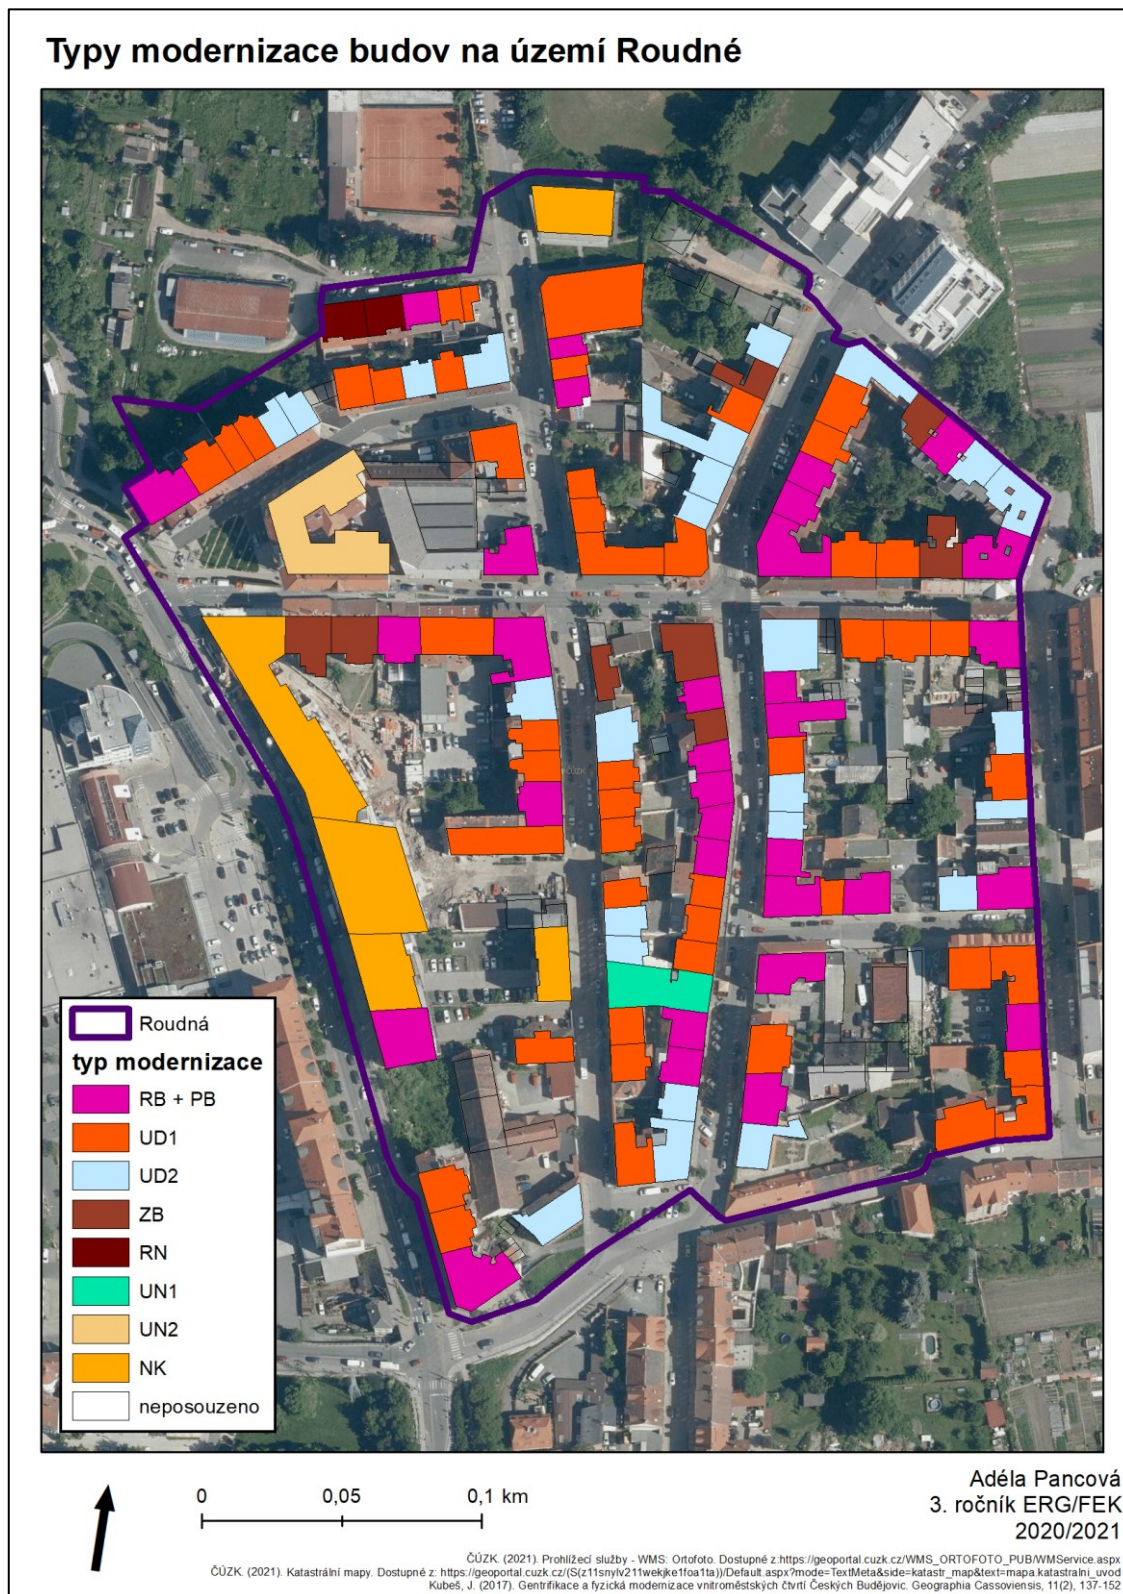 Typy modernizace budov na území Roudné
ČÚZK
Roudná
typ modernizace
RB + PB
UD1
UD2
ZB
RN
UN1
UN2
NK
neposouzeno
0 0,05 0,1 km
Adéla Pancová
3. ročník ERG/FEK
2020/2021
ČÚZK. (2021). Prohlížecí služby - WMS: Ortofoto. Dostupné z:https://geoportal.cuzk.cz/WMS_ORTOFOTO_PUB/WMService.aspx
ČÚZK. (2021). Katastrální mapy. Dostupné z: https://geoportal.cuzk.cz/(S(z11snylv211wekjke1foa1ta))/Default.aspx?mode=TextMeta&side=katastr_map&text=mapa.katastralni_uvod
Kubeš, J. (2017). Gentrifikace a fyzická modernizace vnitroměstských čtvrtí Českých Budějovic. Geographia Cassoviensis, 11(2), 137-152